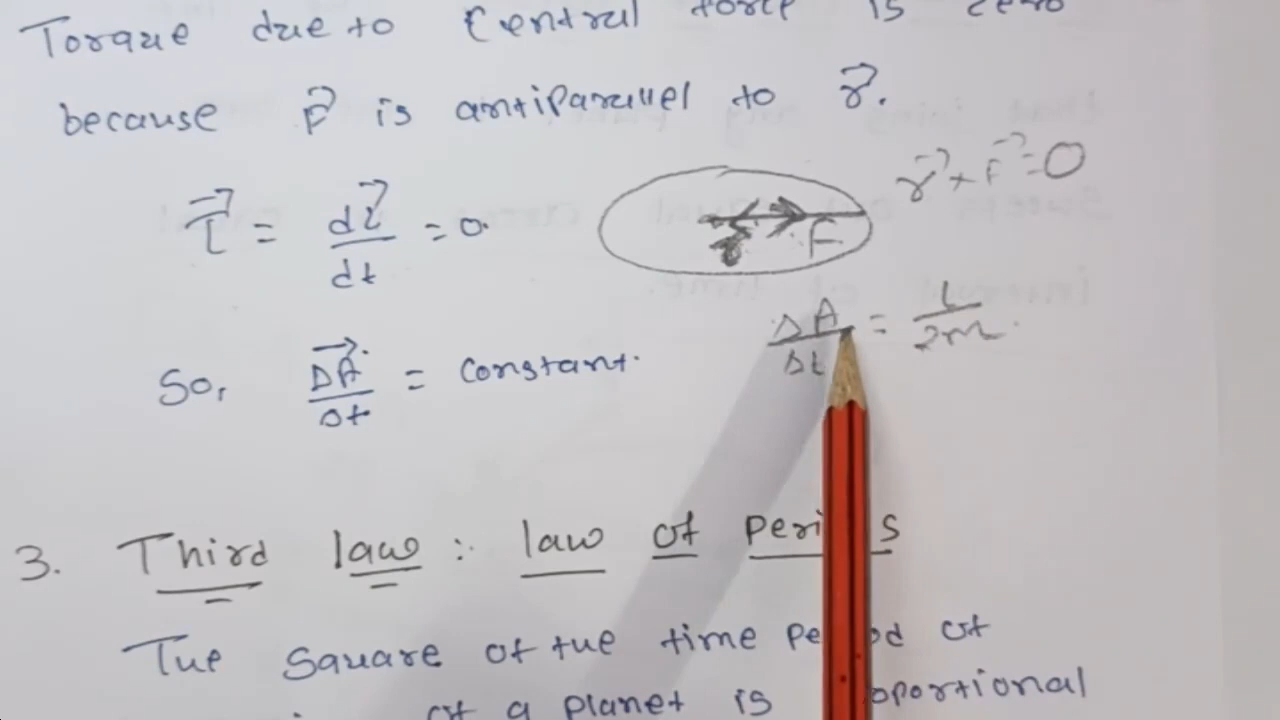 Torque due to Central force is zero
because F⃗ is antiparallel to r⃗.
τ⃗ = dL⃗/dt = 0.
r⃗ × F⃗ = 0
F
ΔA/Δt = L/2m
So, ΔA⃗/Δt = constant.
3. Third law : law of peri s
The square of the time pe od of
of a planet is oportional